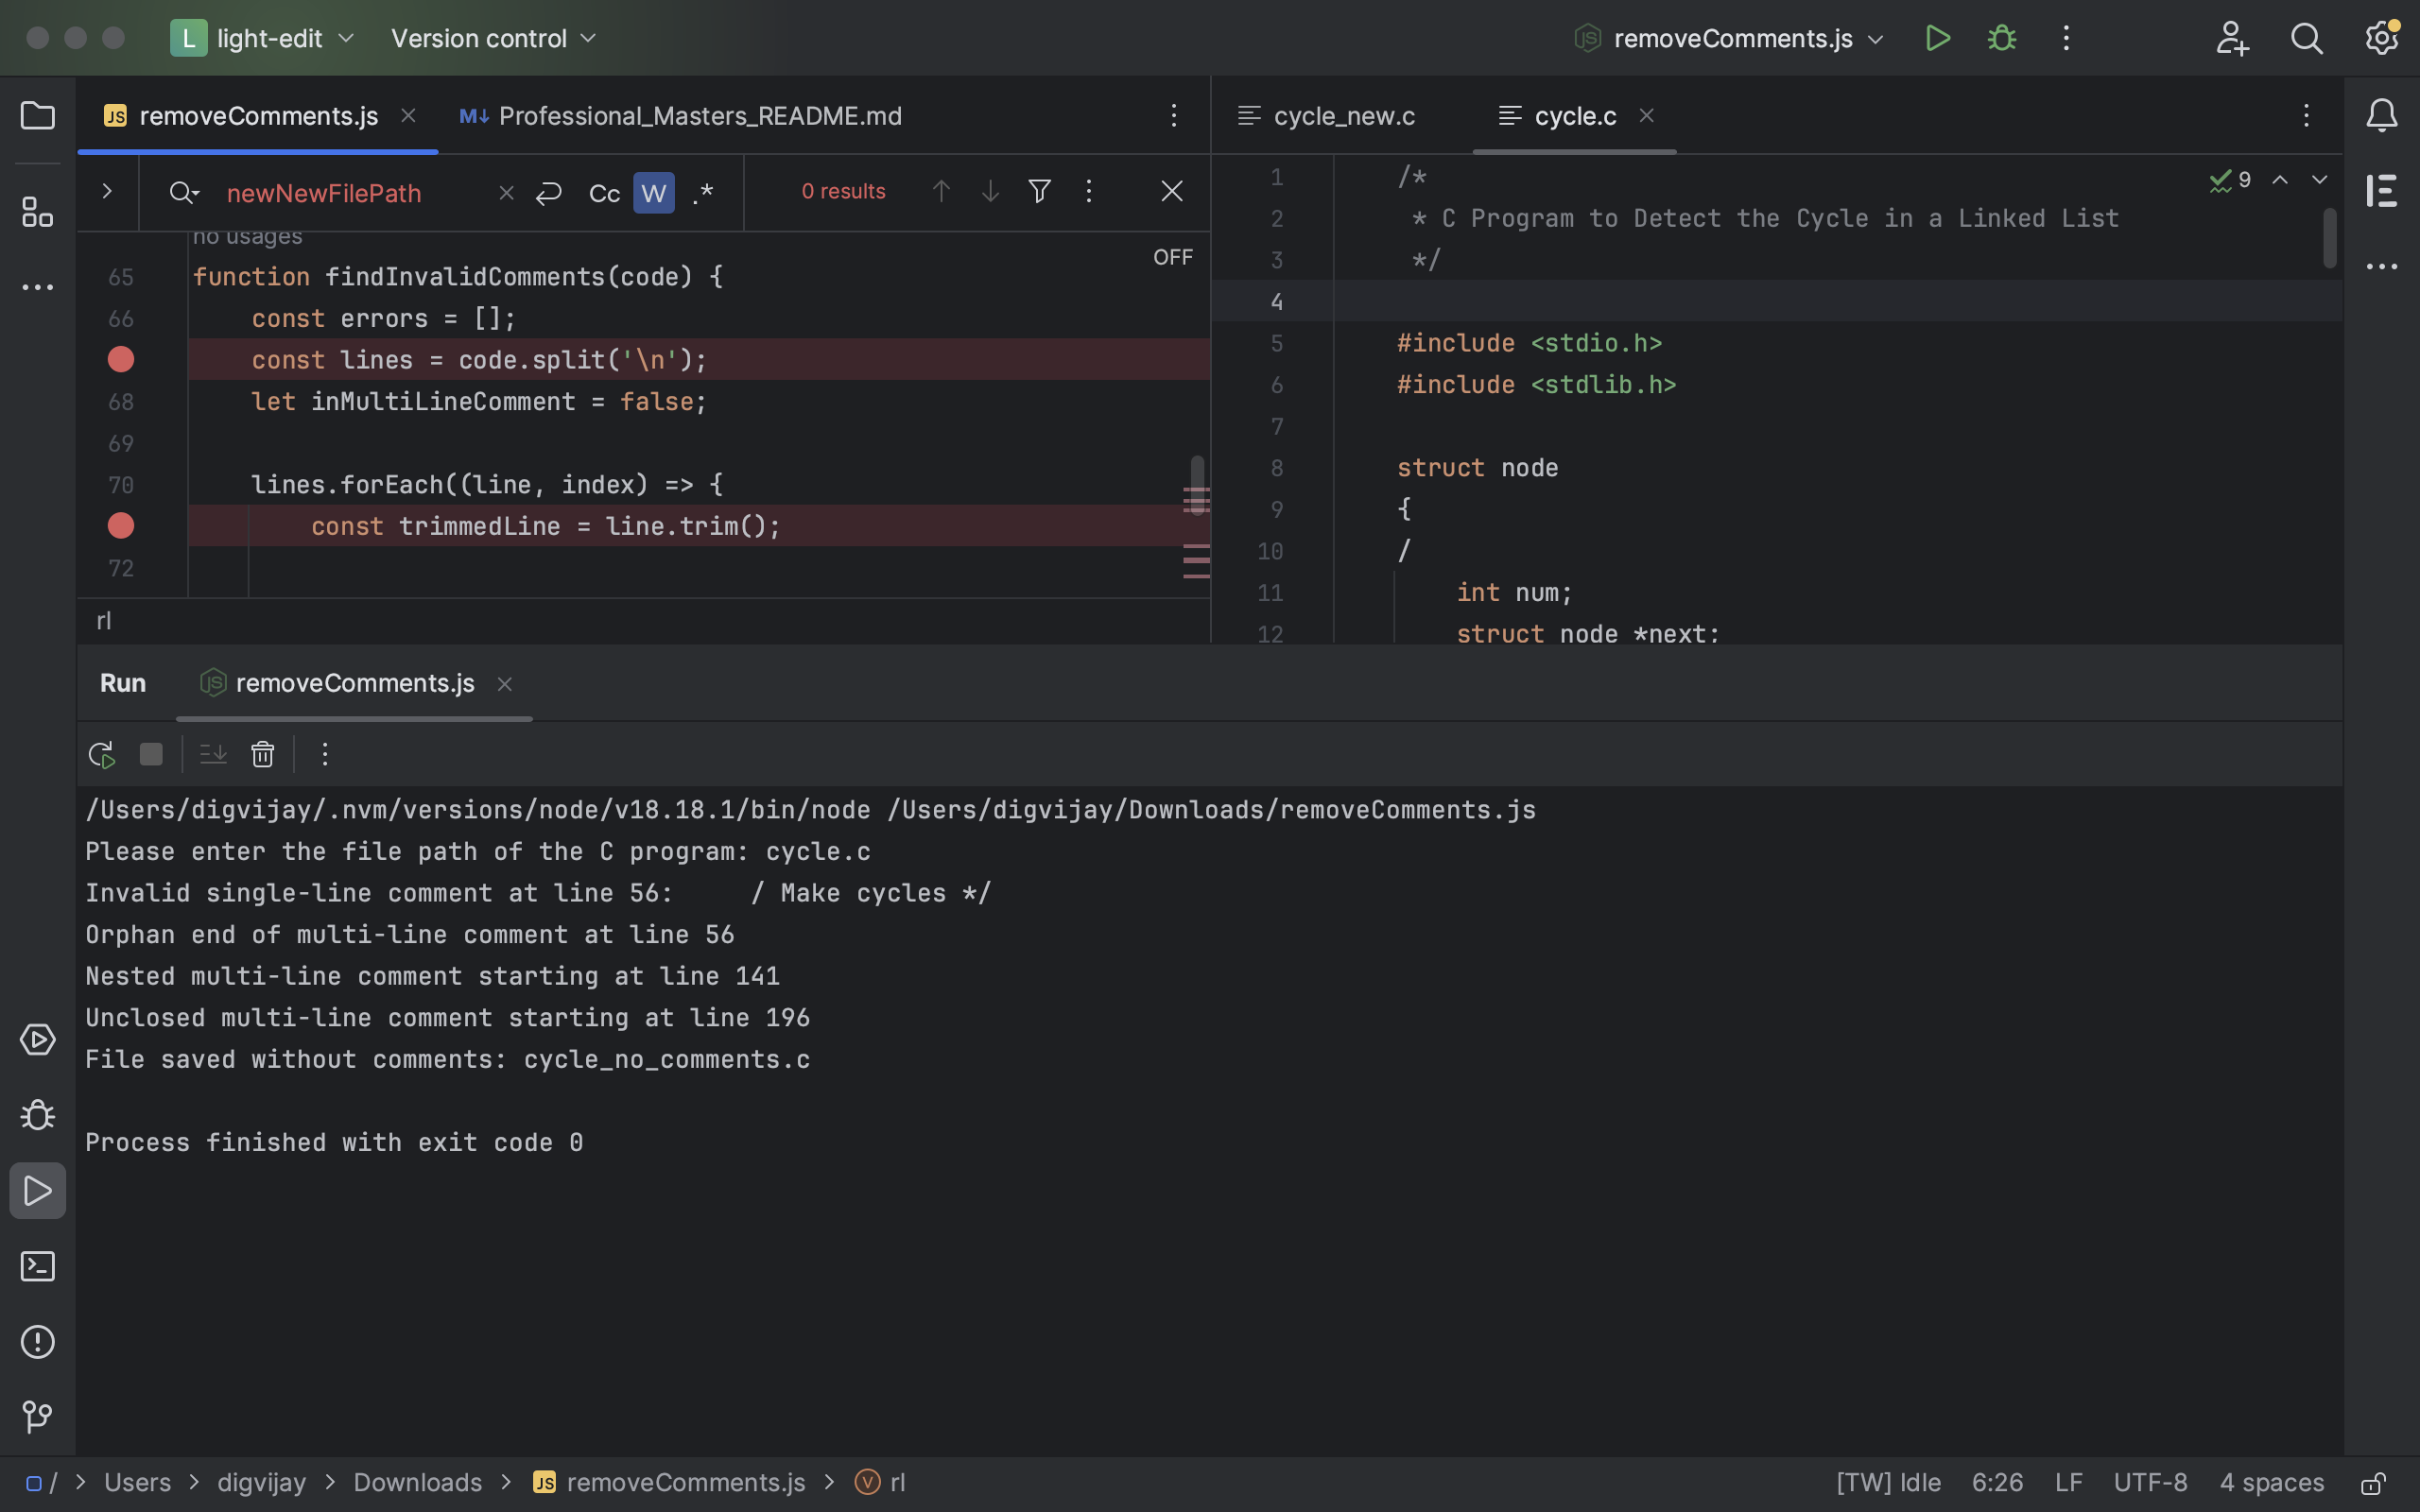 L light-edit Version control removeComments.js
removeComments.js Professional_Masters_README.md
newNewFilePath Cc W .* 0 results
no usages
OFF
65 function findInvalidComments(code) {
66 const errors = [];
const lines = code.split('\n');
68 let inMultiLineComment = false;
69
70 lines.forEach((line, index) => {
const trimmedLine = line.trim();
72
rl
cycle_new.c cycle.c
9
1 /*
2 * C Program to Detect the Cycle in a Linked List
3 */
4
5 #include <stdio.h>
6 #include <stdlib.h>
7
8 struct node
9 {
10 /
11 int num;
12 struct node *next;
Run removeComments.js
/Users/digvijay/.nvm/versions/node/v18.18.1/bin/node /Users/digvijay/Downloads/removeComments.js
Please enter the file path of the C program: cycle.c
Invalid single-line comment at line 56:     / Make cycles */
Orphan end of multi-line comment at line 56
Nested multi-line comment starting at line 141
Unclosed multi-line comment starting at line 196
File saved without comments: cycle_no_comments.c
Process finished with exit code 0
/ > Users > digvijay > Downloads > JS removeComments.js > V rl
[TW] Idle 6:26 LF UTF-8 4 spaces